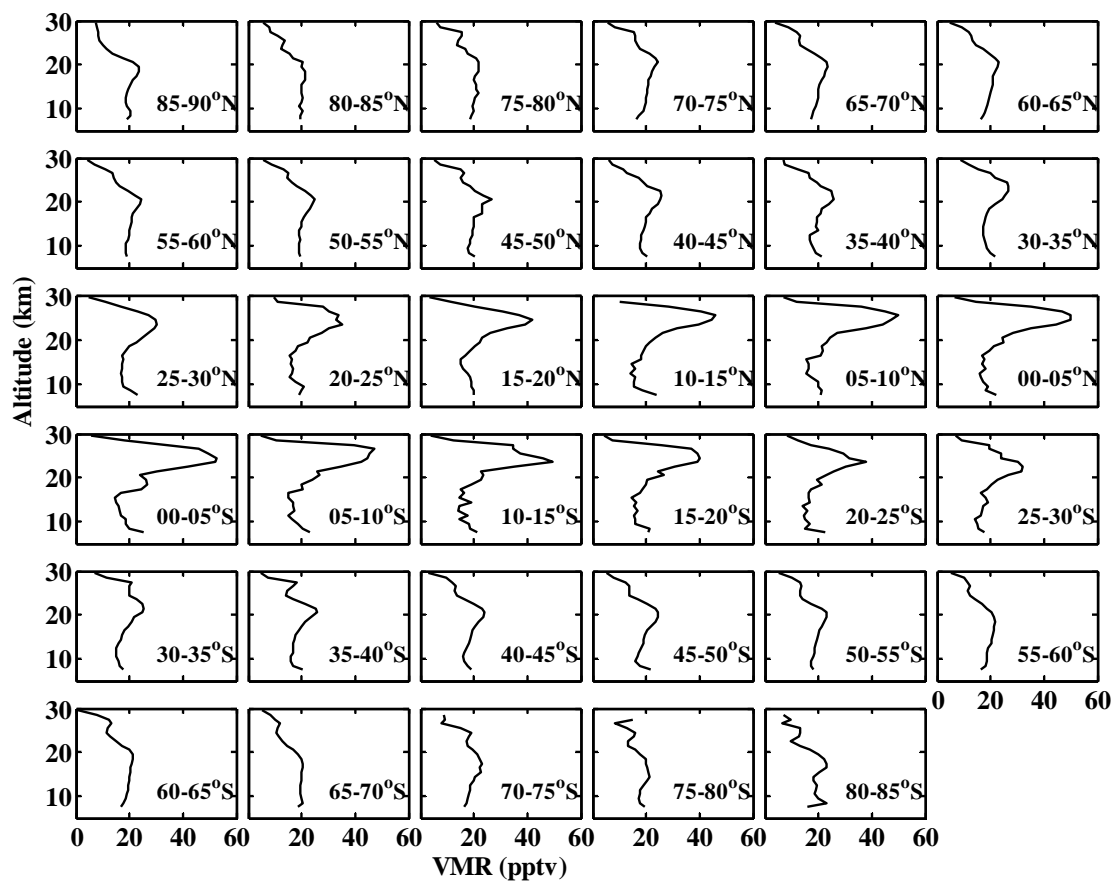 30
20
10
85-90°N
80-85°N
75-80°N
70-75°N
65-70°N
60-65°N
30
20
10
55-60°N
50-55°N
45-50°N
40-45°N
35-40°N
30-35°N
Altitude (km)
30
20
10
25-30°N
20-25°N
15-20°N
10-15°N
05-10°N
00-05°N
30
20
10
00-05°S
05-10°S
10-15°S
15-20°S
20-25°S
25-30°S
30
20
10
30-35°S
35-40°S
40-45°S
45-50°S
50-55°S
55-60°S
0 20 40 60
30
20
10
60-65°S
65-70°S
70-75°S
75-80°S
80-85°S
0 20 40 60 20 40 60 20 40 60 20 40 60 20 40 60
VMR (pptv)